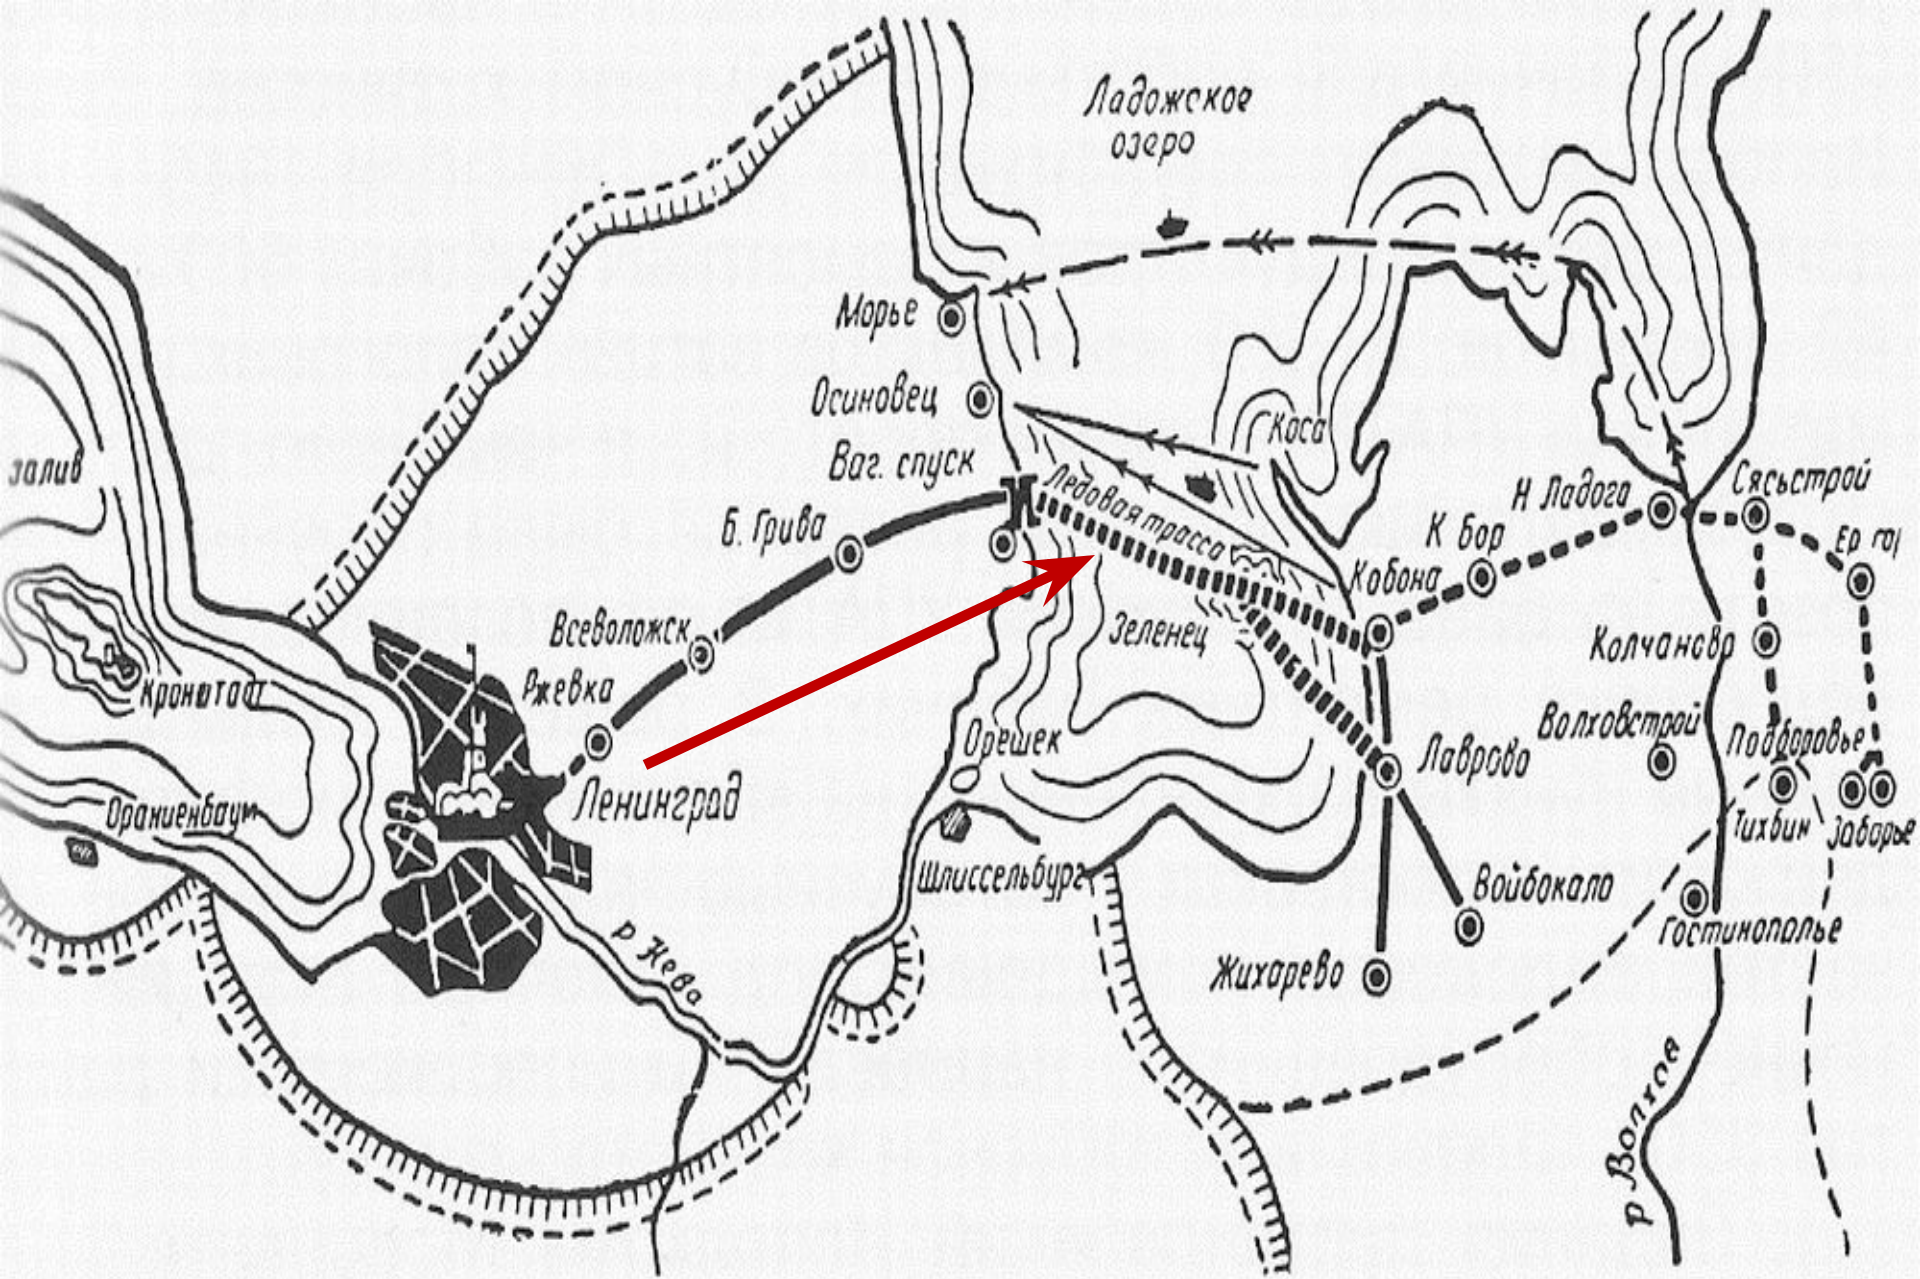 Ладожское
озеро
Морье
Осиновец
Коса
залив
Ваг. спуск
Ледовая трасса
Сясьстрой
Н Ладога
Б. Грива
К бор
Кобона
Всеволожск
Зеленец
Колчаново
Ржевка
Кронштадт
Волховстрой
Подборовье
Орешек
Лаврово
Ленинград
Ораниенбаум
Тихвин
Заборье
Шлиссельбург
Войбокало
Гостинополье
р Нева
Жихарево
р Волхов